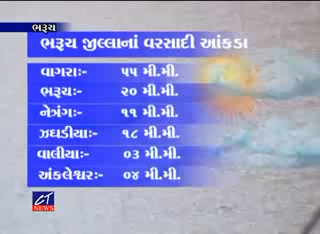 ભરૂચ
ભરૂચ જીલ્લાનાં વરસાદી આંકડા
વાગરાઃ- ૫૫ મી.મી.
ભરૂચઃ- ૨૦ મી.મી.
નેત્રંગઃ- ૧૧ મી.મી.
ઝઘડીયાઃ- ૧૮ મી.મી.
વાલીયાઃ- ૦૩ મી.મી.
અંકલેશ્વરઃ- ૦૪ મી.મી.
CT
NEWS